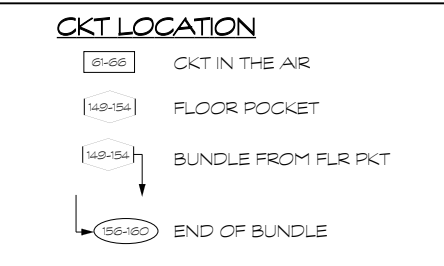 CKT LOCATION
61-66 CKT IN THE AIR
149-154 FLOOR POCKET
149-154 BUNDLE FROM FLR PKT
156-160 END OF BUNDLE